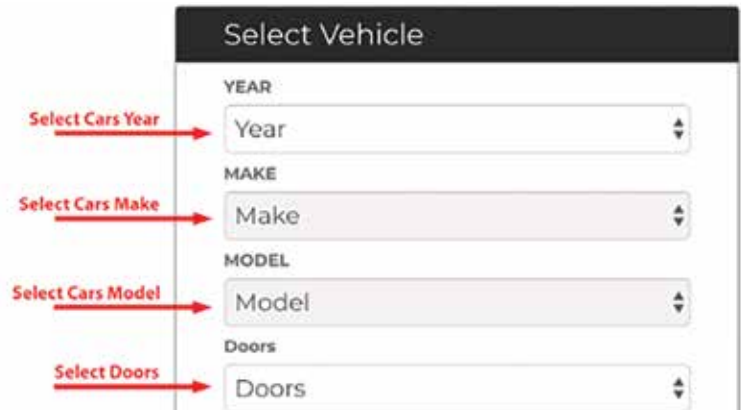 Select Vehicle
YEAR
Select Cars Year
Year
MAKE
Select Cars Make
Make
MODEL
Select Cars Model
Model
Doors
Select Doors
Doors